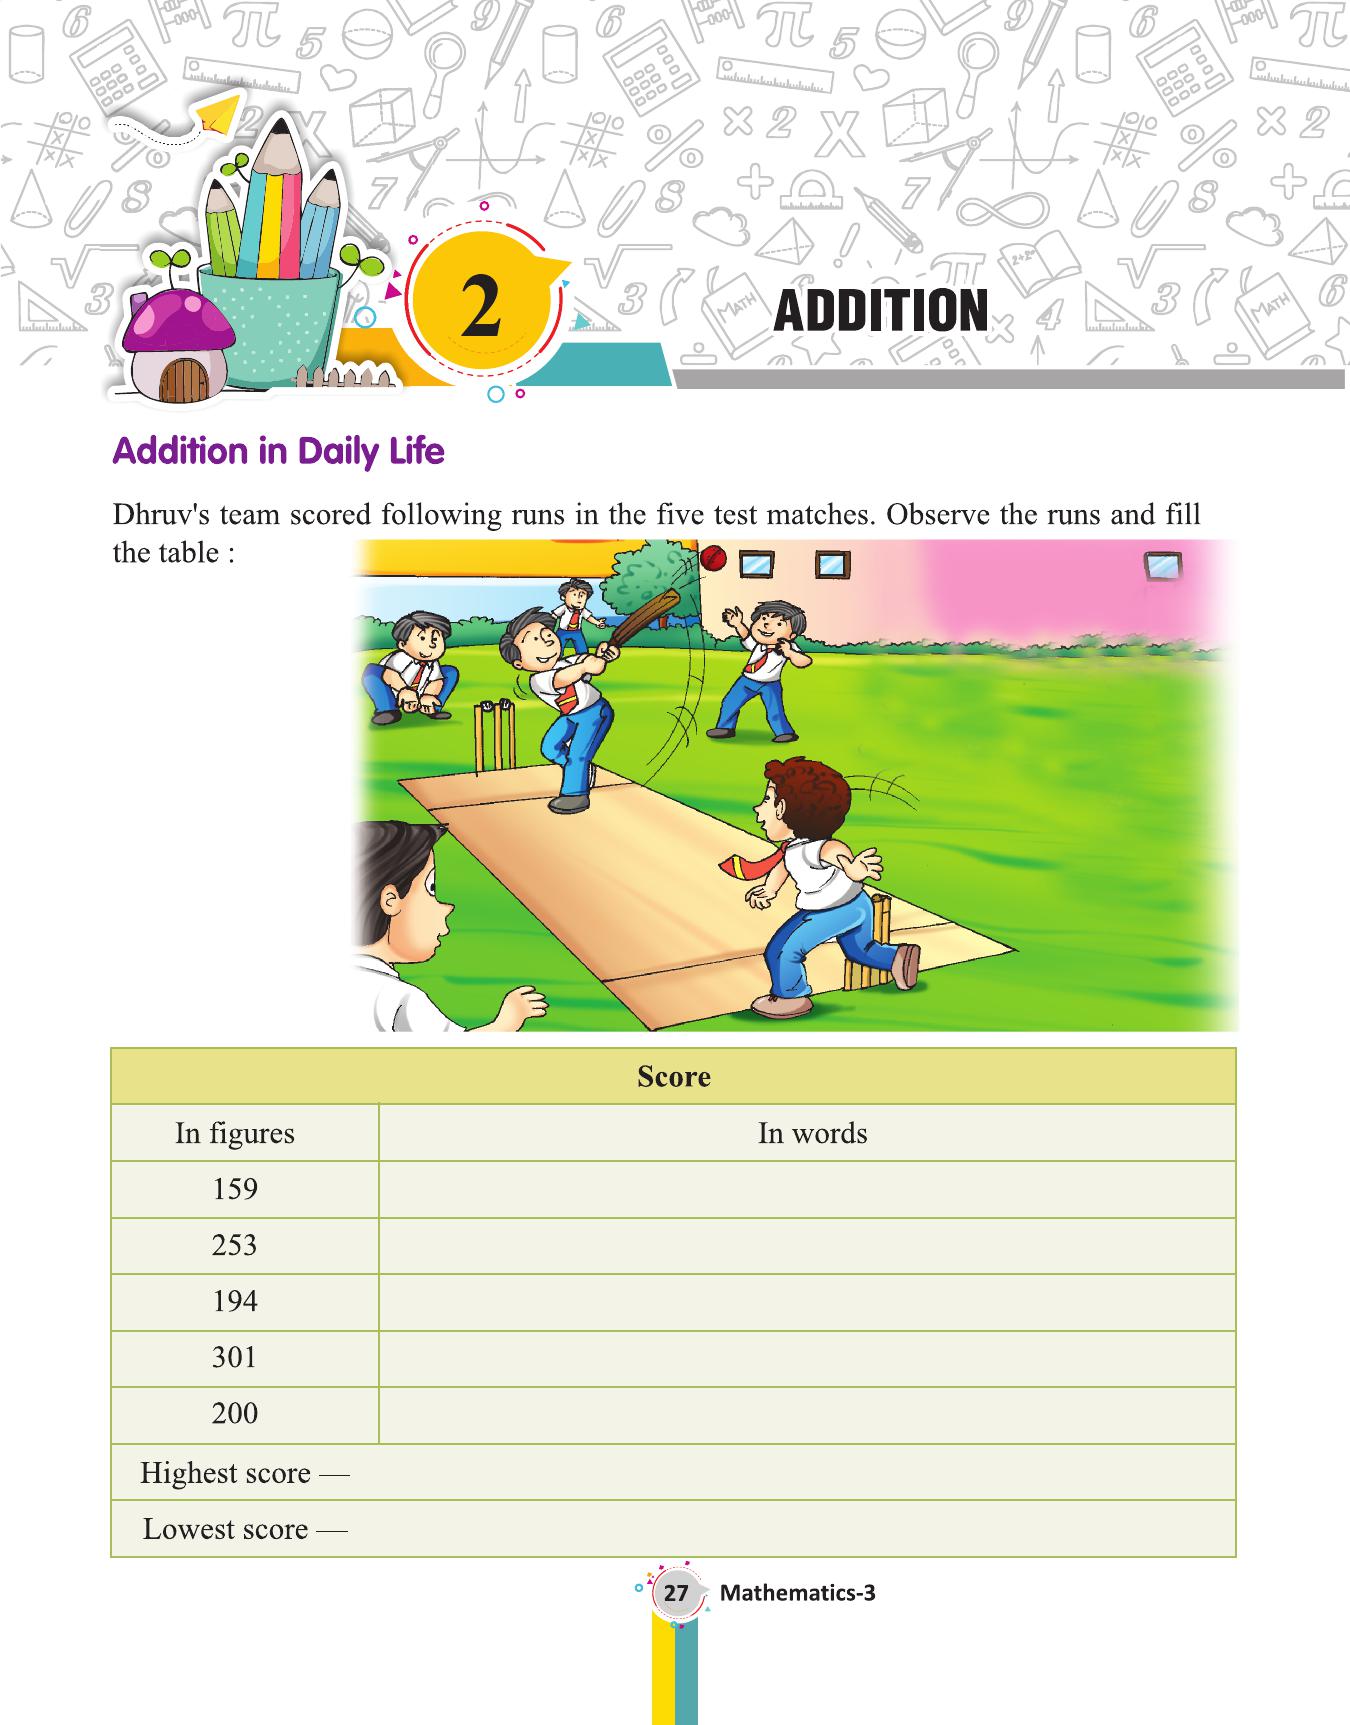 2
ADDITION
Addition in Daily Life
Dhruv's team scored following runs in the five test matches. Observe the runs and fill
the table :
Score
In figures
In words
159
253
194
301
200
Highest score —
Lowest score —
27 Mathematics-3